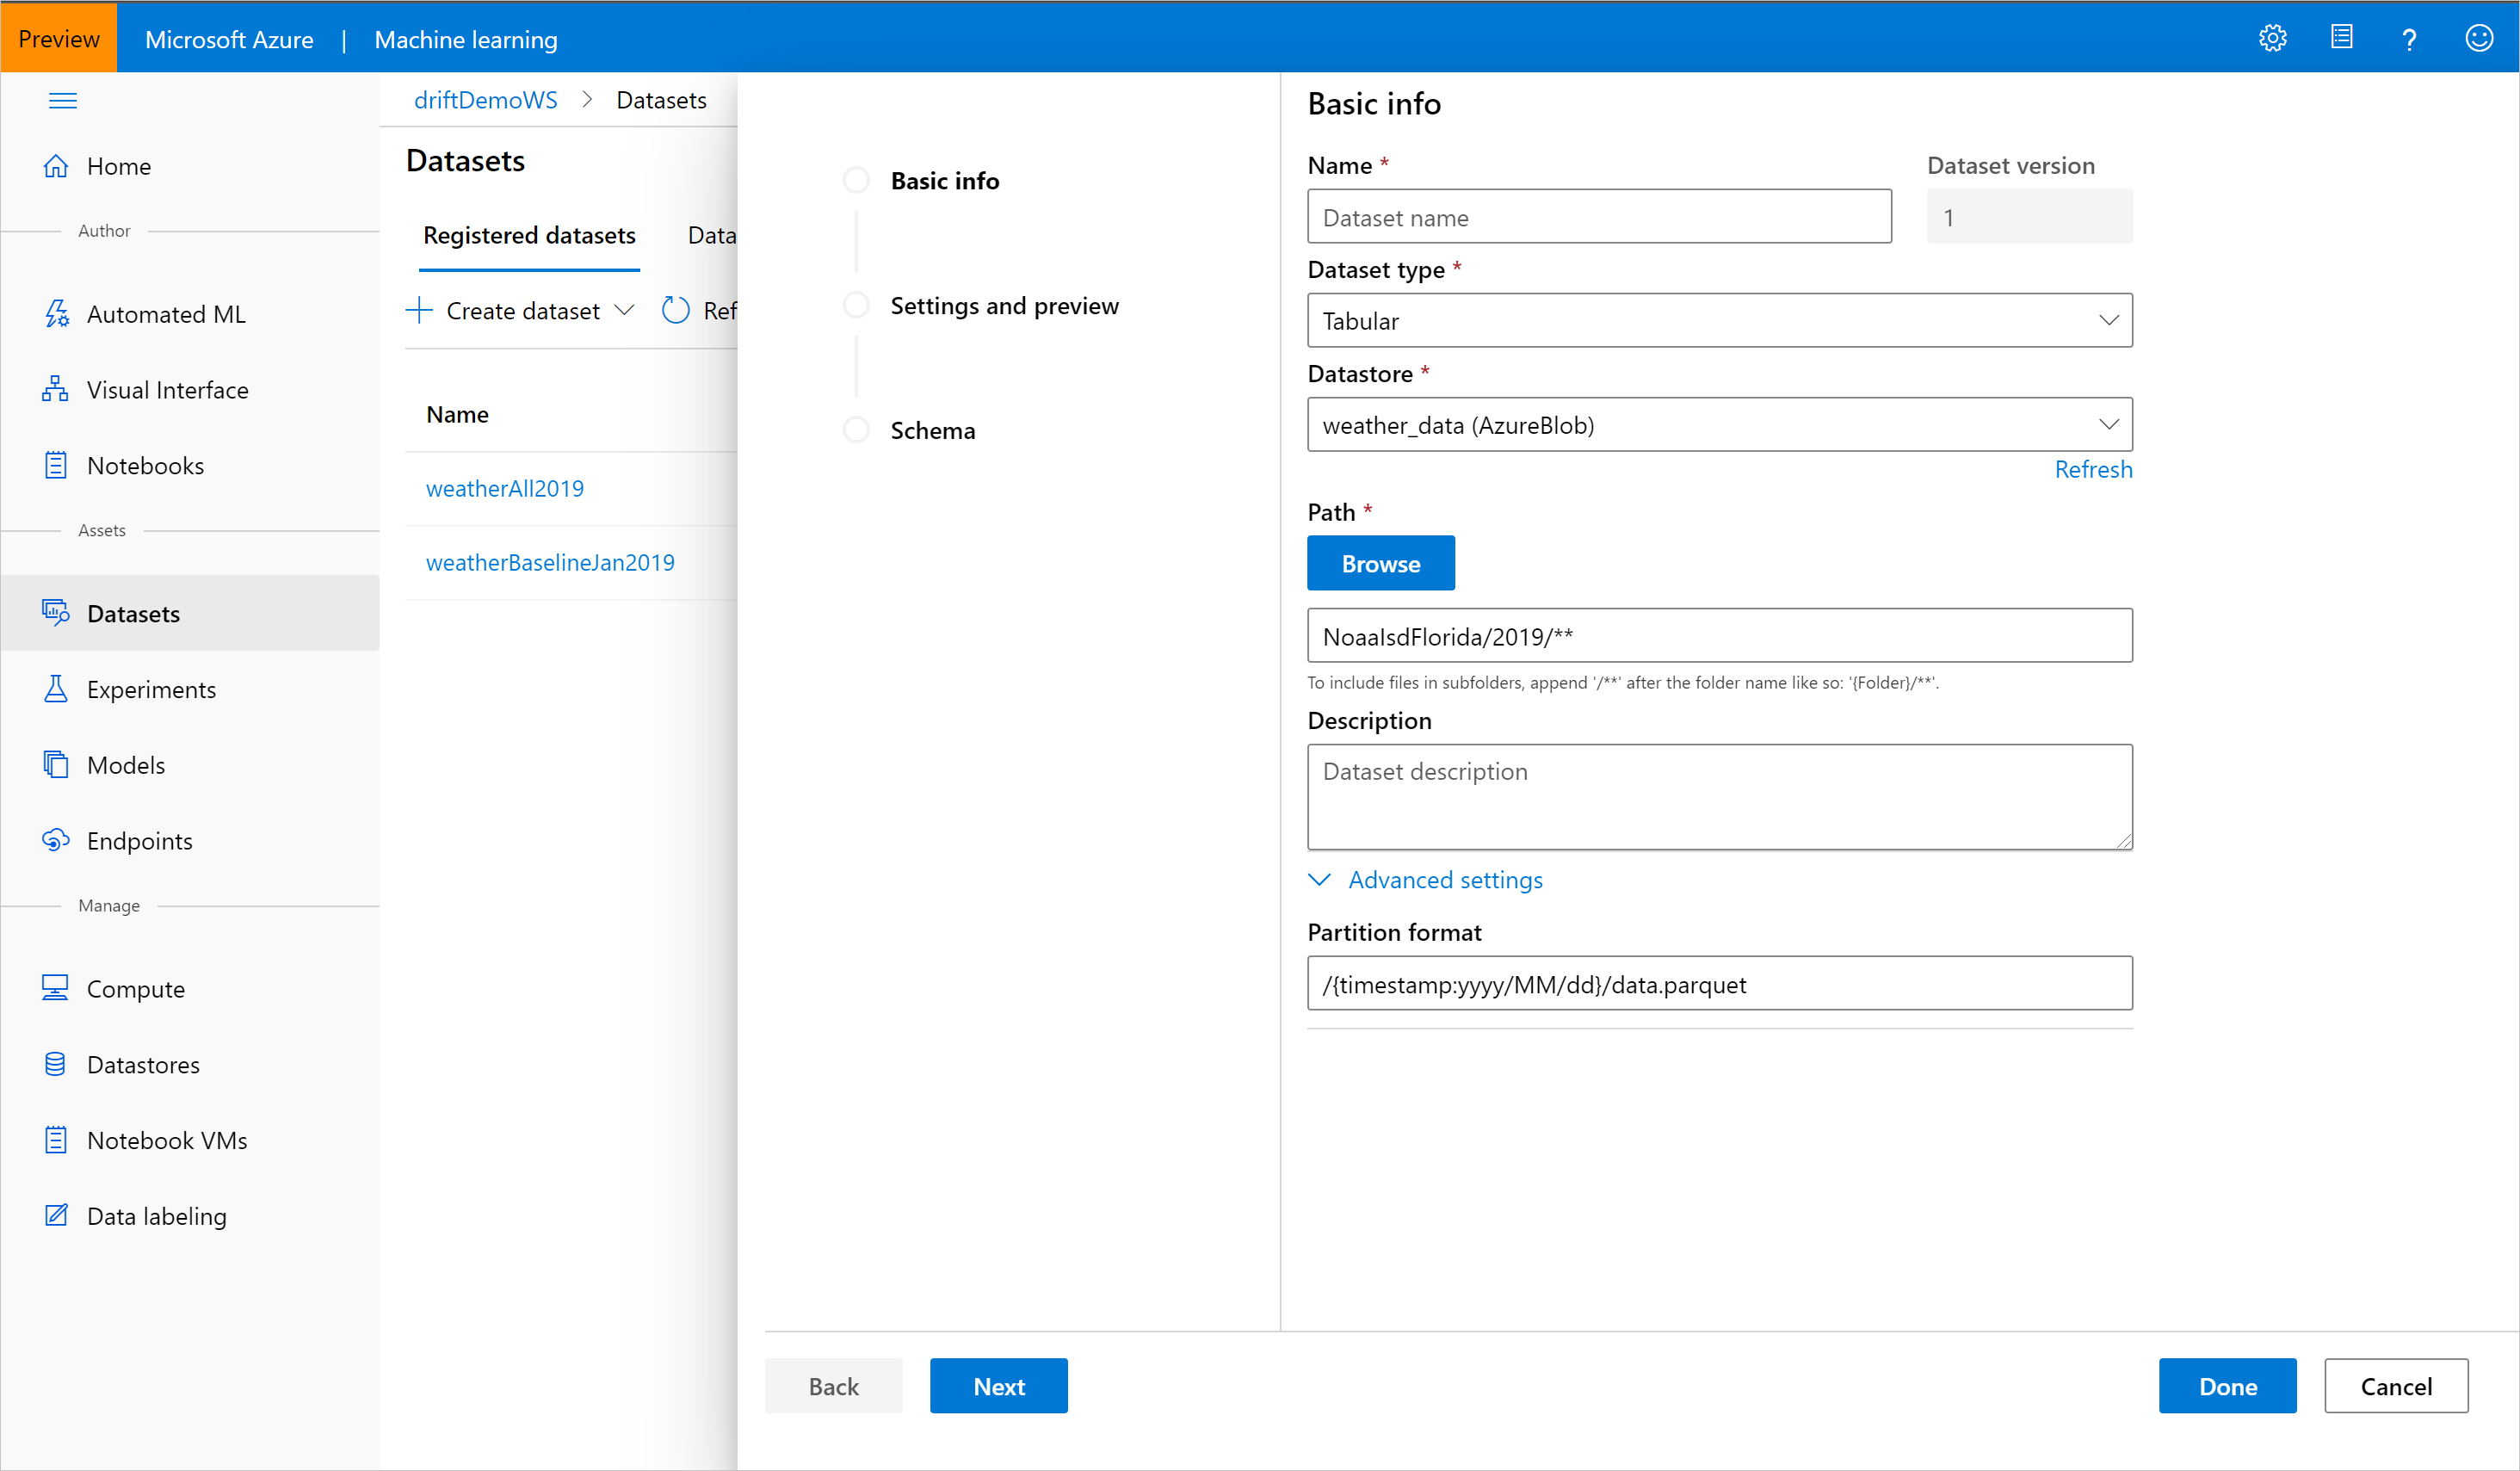 Preview
Microsoft Azure | Machine learning
?
Home
Author
Automated ML
Visual Interface
Notebooks
Assets
Datasets
Experiments
Models
Endpoints
Manage
Compute
Datastores
Notebook VMs
Data labeling
driftDemoWS > Datasets
Datasets
Registered datasets Data
Create dataset Ref
Name
weatherAll2019
weatherBaselineJan2019
Basic info
Settings and preview
Schema
Basic info
Name * Dataset version
Dataset name 1
Dataset type *
Tabular
Datastore *
weather_data (AzureBlob)
Refresh
Path *
Browse
NoaaIsdFlorida/2019/**
To include files in subfolders, append '/**' after the folder name like so: '{Folder}/**'.
Description
Dataset description
Advanced settings
Partition format
/{timestamp:yyyy/MM/dd}/data.parquet
Back Next Done Cancel